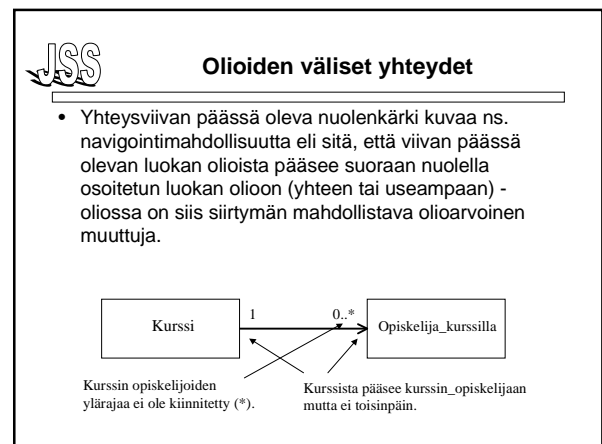 JSS
Olioiden väliset yhteydet
• Yhteysviivan päässä oleva nuolenkärki kuvaa ns.
navigointimahdollisuutta eli sitä, että viivan päässä
olevan luokan olioista pääsee suoraan nuolella
osoitetun luokan olioon (yhteen tai useampaan) -
oliossa on siis siirtymän mahdollistava olioarvoinen
muuttuja.
Kurssi
1
0..*
Opiskelija_kurssilla
Kurssin opiskelijoiden
ylärajaa ei ole kiinnitetty (*).
Kurssista pääsee kurssin_opiskelijaan
mutta ei toisinpäin.